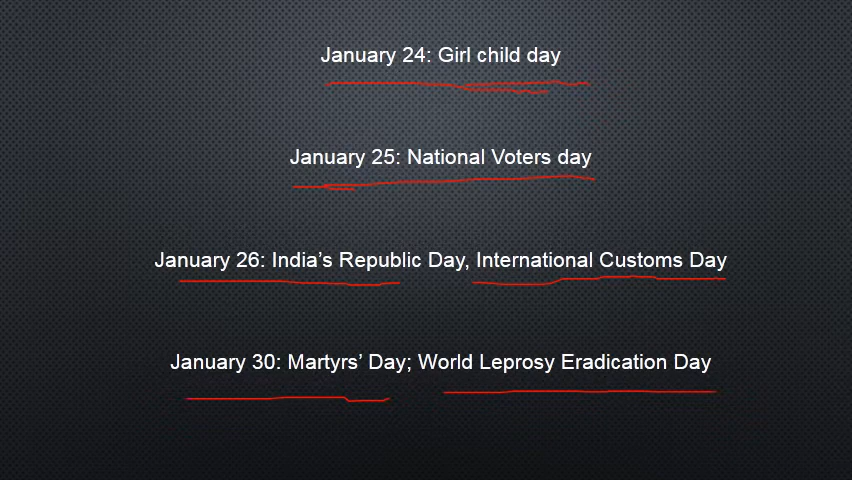 January 24: Girl child day
January 25: National Voters day
January 26: India’s Republic Day, International Customs Day
January 30: Martyrs’ Day; World Leprosy Eradication Day